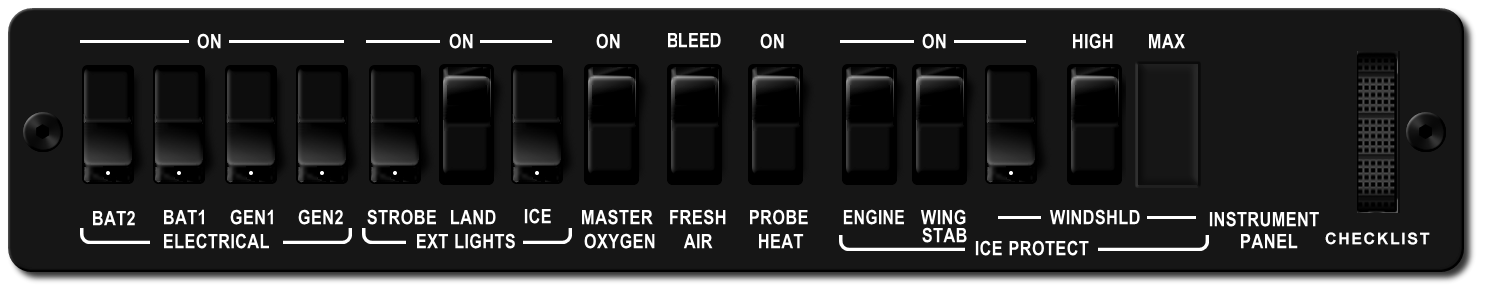 ON ON ON BLEED ON ON HIGH MAX
BAT2 BAT1 GEN1 GEN2 STROBE LAND ICE MASTER FRESH PROBE ENGINE WING WINDSHLD INSTRUMENT
ELECTRICAL EXT LIGHTS OXYGEN AIR HEAT STAB ICE PROTECT PANEL CHECKLIST